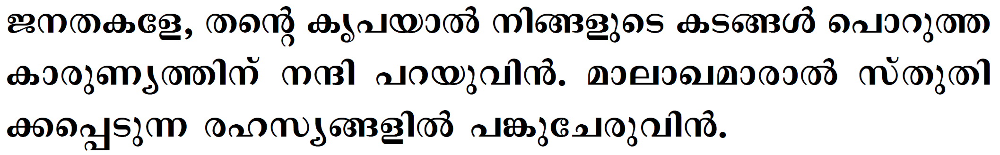 ജനതകളേ, തന്റെ കൃപയാൽ നിങ്ങളുടെ കടങ്ങൾ പൊറുത്ത
കാരുണ്യത്തിന് നന്ദി പറയുവിൻ. മാലാഖമാരാൽ സ്തുതി
ക്കപ്പെടുന്ന രഹസ്യങ്ങളിൽ പങ്കുചേരുവിൻ.